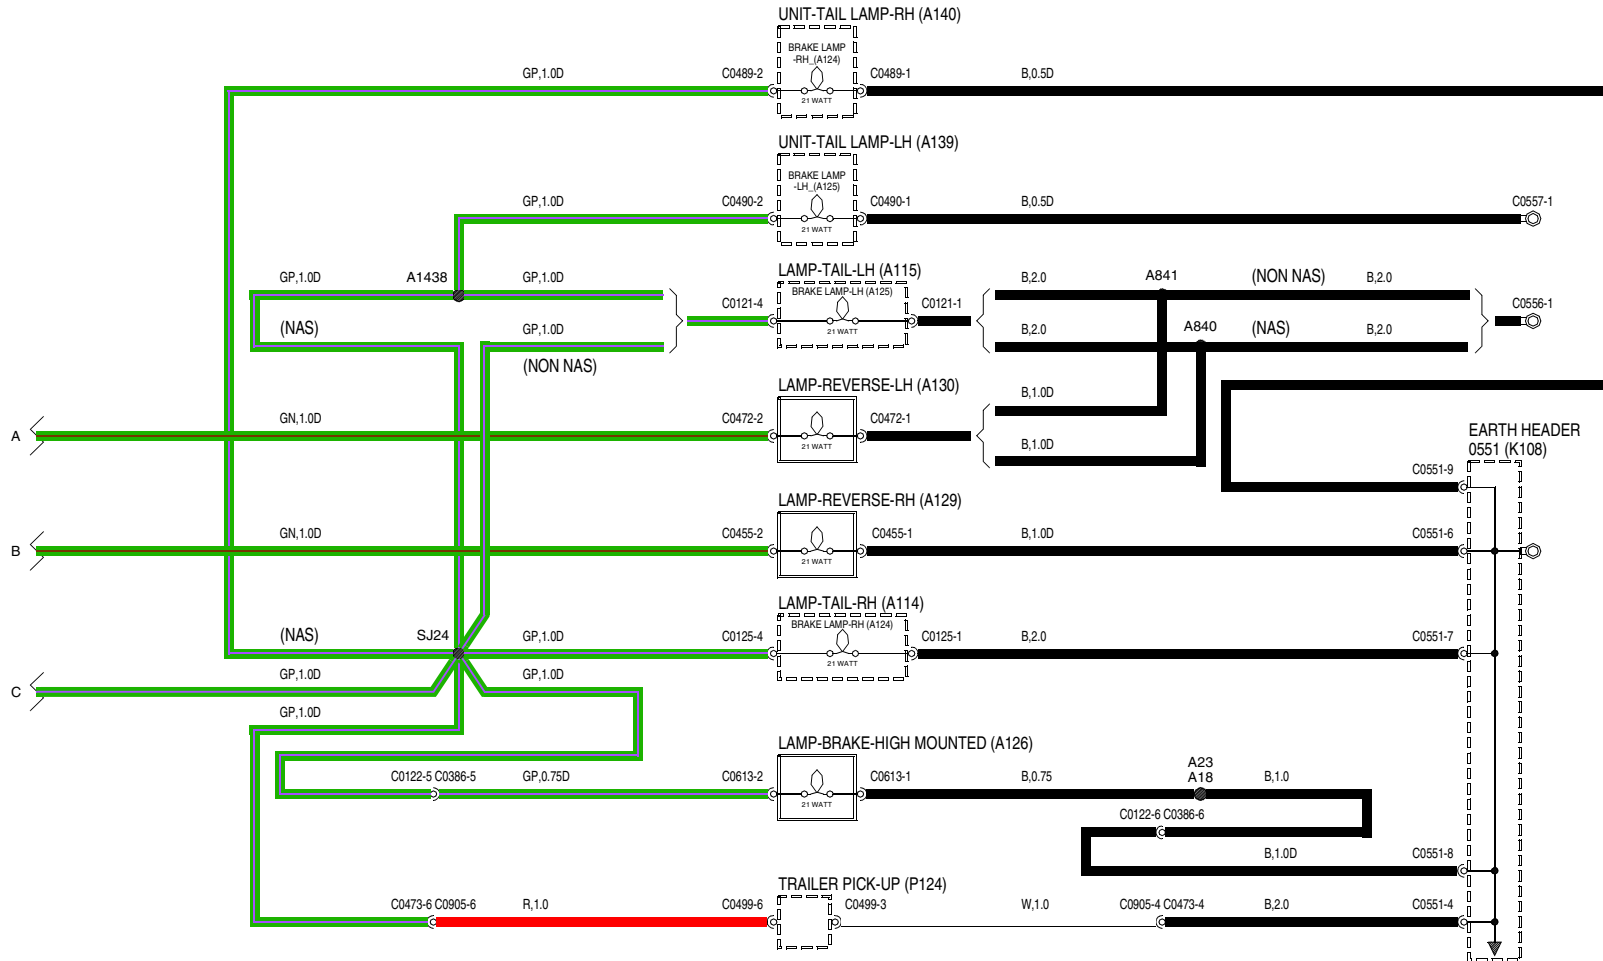 UNIT-TAIL LAMP-RH (A140)
BRAKE LAMP
-RH_(A124)
GP,1.0D
C0489-2
C0489-1
B,0.5D
21 WATT
UNIT-TAIL LAMP-LH (A139)
BRAKE LAMP
-LH_(A125)
GP,1.0D
C0490-2
C0490-1
B,0.5D
C0557-1
21 WATT
LAMP-TAIL-LH (A115)
GP,1.0D
A1438
GP,1.0D
B,2.0
A841
(NON NAS)
B,2.0
BRAKE LAMP-LH (A125)
C0121-4
C0121-1
C0556-1
(NAS)
GP,1.0D
21 WATT
B,2.0
A840
(NAS)
B,2.0
(NON NAS)
LAMP-REVERSE-LH (A130)
B,1.0D
A
GN,1.0D
C0472-2
C0472-1
21 WATT
B,1.0D
EARTH HEADER
0551 (K108)
C0551-9
LAMP-REVERSE-RH (A129)
B
GN,1.0D
C0455-2
C0455-1
B,1.0D
C0551-6
21 WATT
LAMP-TAIL-RH (A114)
BRAKE LAMP-RH (A124)
(NAS)
SJ24
GP,1.0D
C0125-4
C0125-1
B,2.0
C0551-7
21 WATT
C
GP,1.0D
GP,1.0D
GP,1.0D
LAMP-BRAKE-HIGH MOUNTED (A126)
A23
A18
C0122-5 C0386-5
GP,0.75D
C0613-2
C0613-1
B,0.75
B,1.0
21 WATT
C0122-6 C0386-6
B,1.0D
C0551-8
TRAILER PICK-UP (P124)
C0473-6 C0905-6
R,1.0
C0499-6
C0499-3
W,1.0
C0905-4 C0473-4
B,2.0
C0551-4